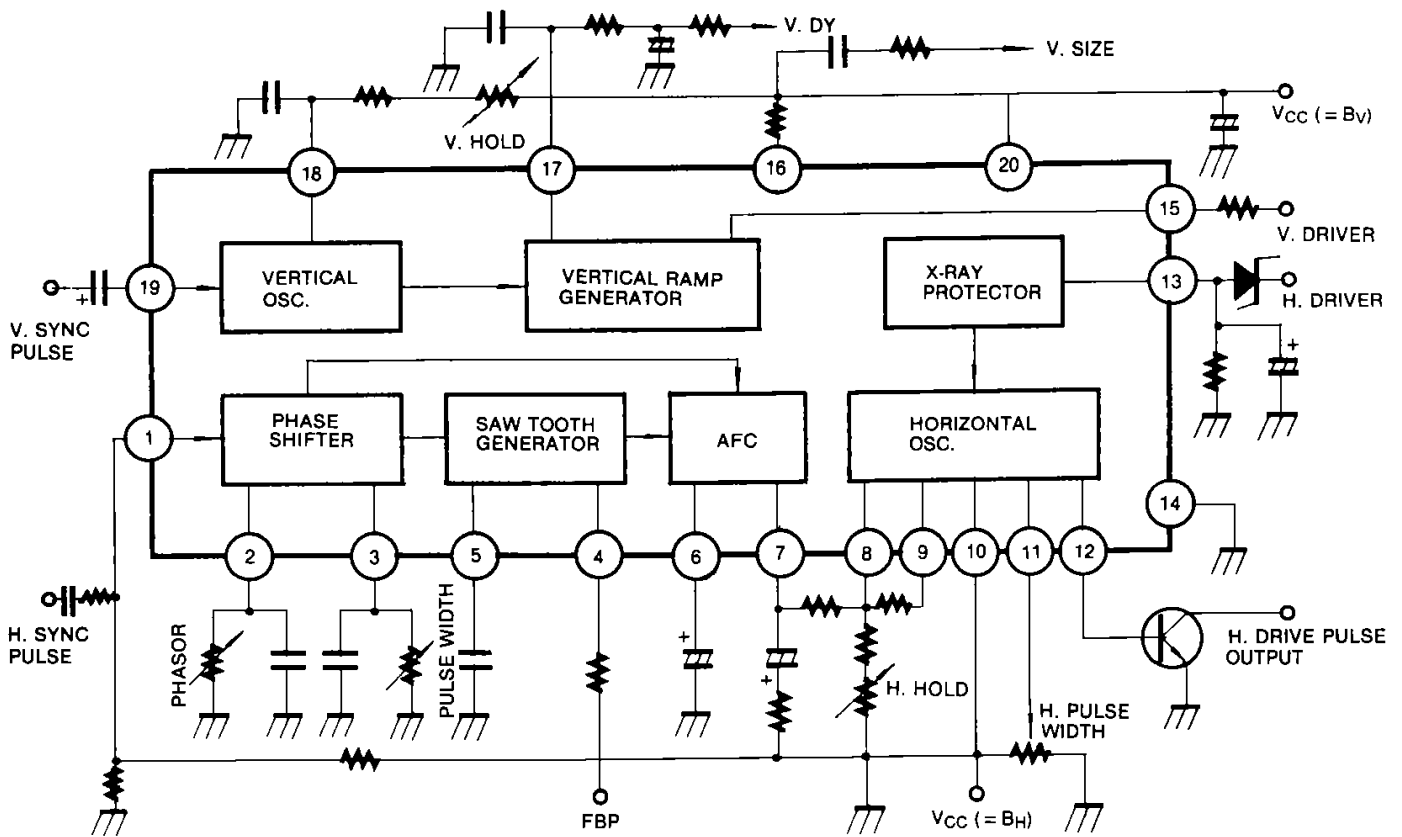 V. DY
V. SIZE
V. HOLD
VCC (= BV)
18
17
16
20
15
V. DRIVER
VERTICAL
OSC.
VERTICAL RAMP
GENERATOR
X-RAY
PROTECTOR
13
H. DRIVER
19
+
V. SYNC
PULSE
+
1
PHASE
SHIFTER
SAW TOOTH
GENERATOR
AFC
HORIZONTAL
OSC.
14
2
3
5
4
6
7
8
9
10
11
12
H. SYNC
PULSE
PHASOR
PULSE WIDTH
+
+
H. HOLD
H. PULSE
WIDTH
H. DRIVE PULSE
OUTPUT
FBP
VCC (= BH)